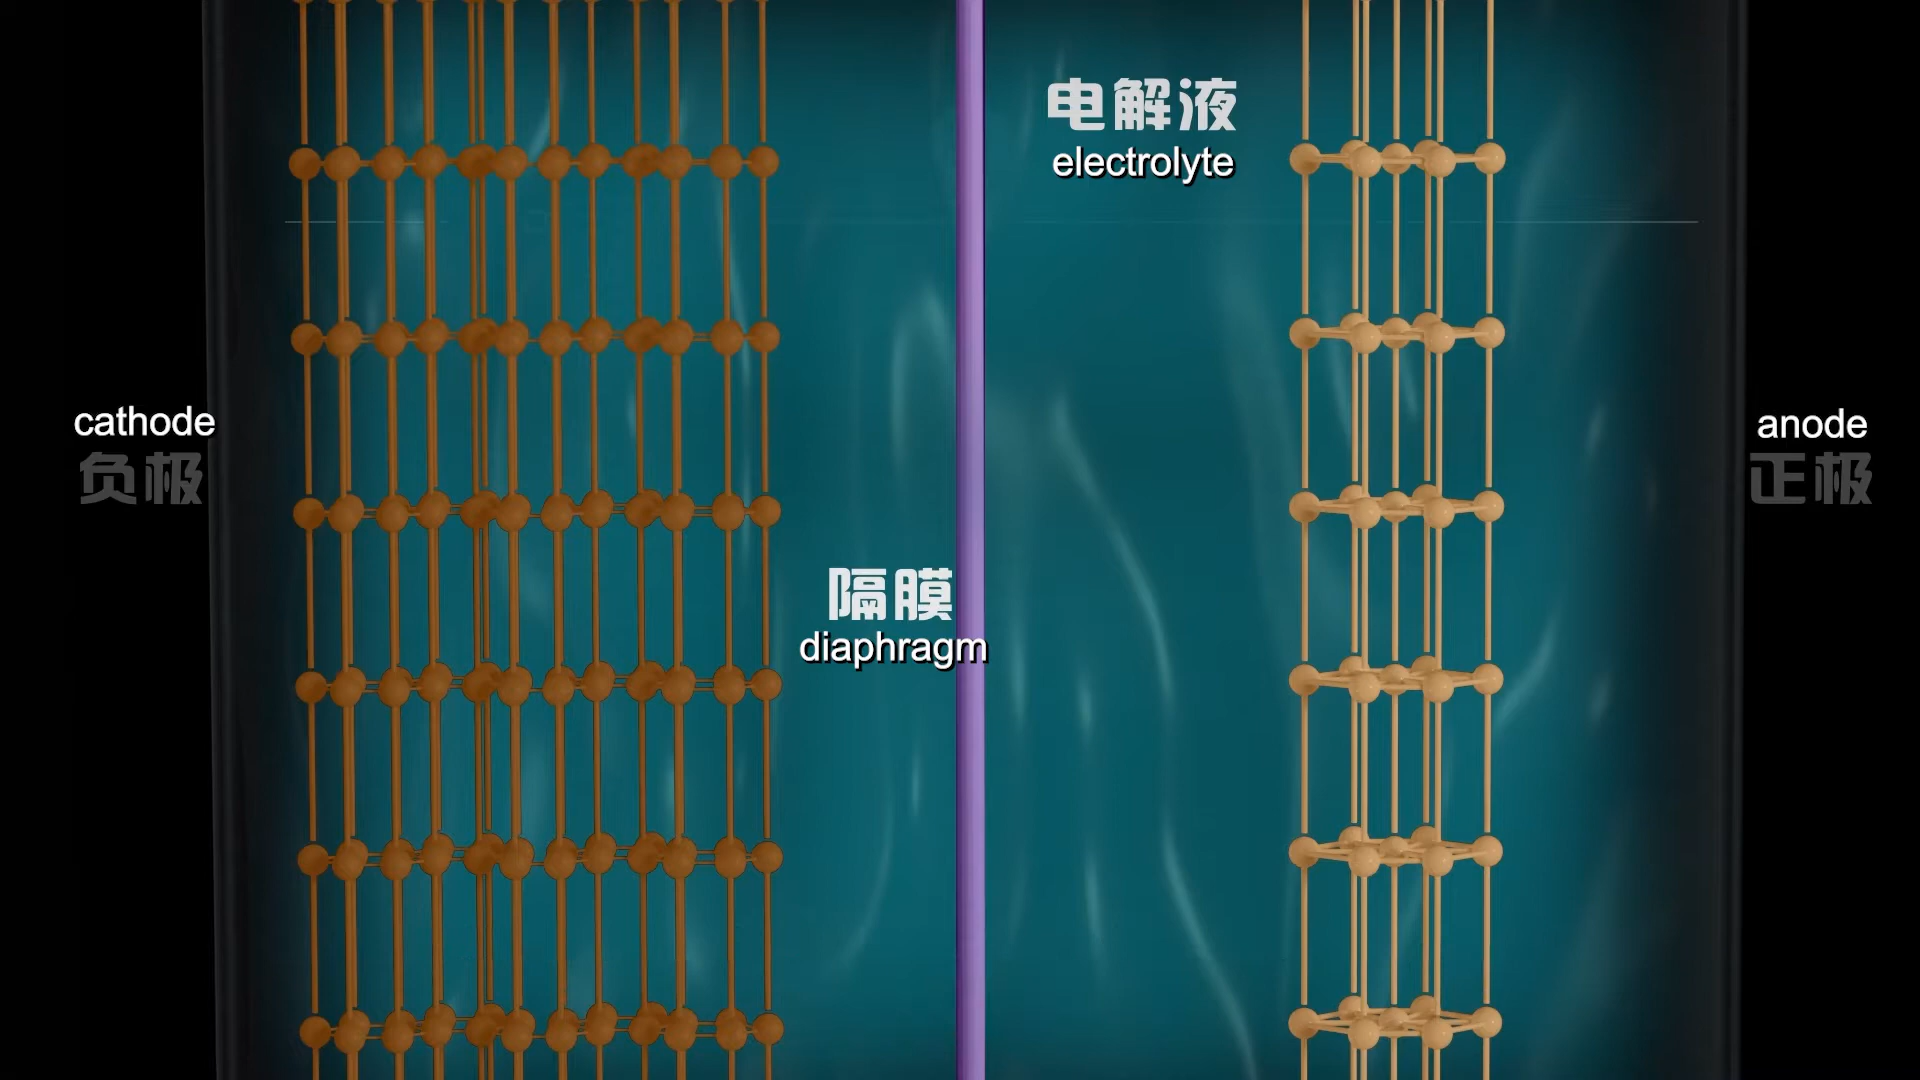 电解液
electrolyte
cathode
负极
anode
正极
隔膜
diaphragm